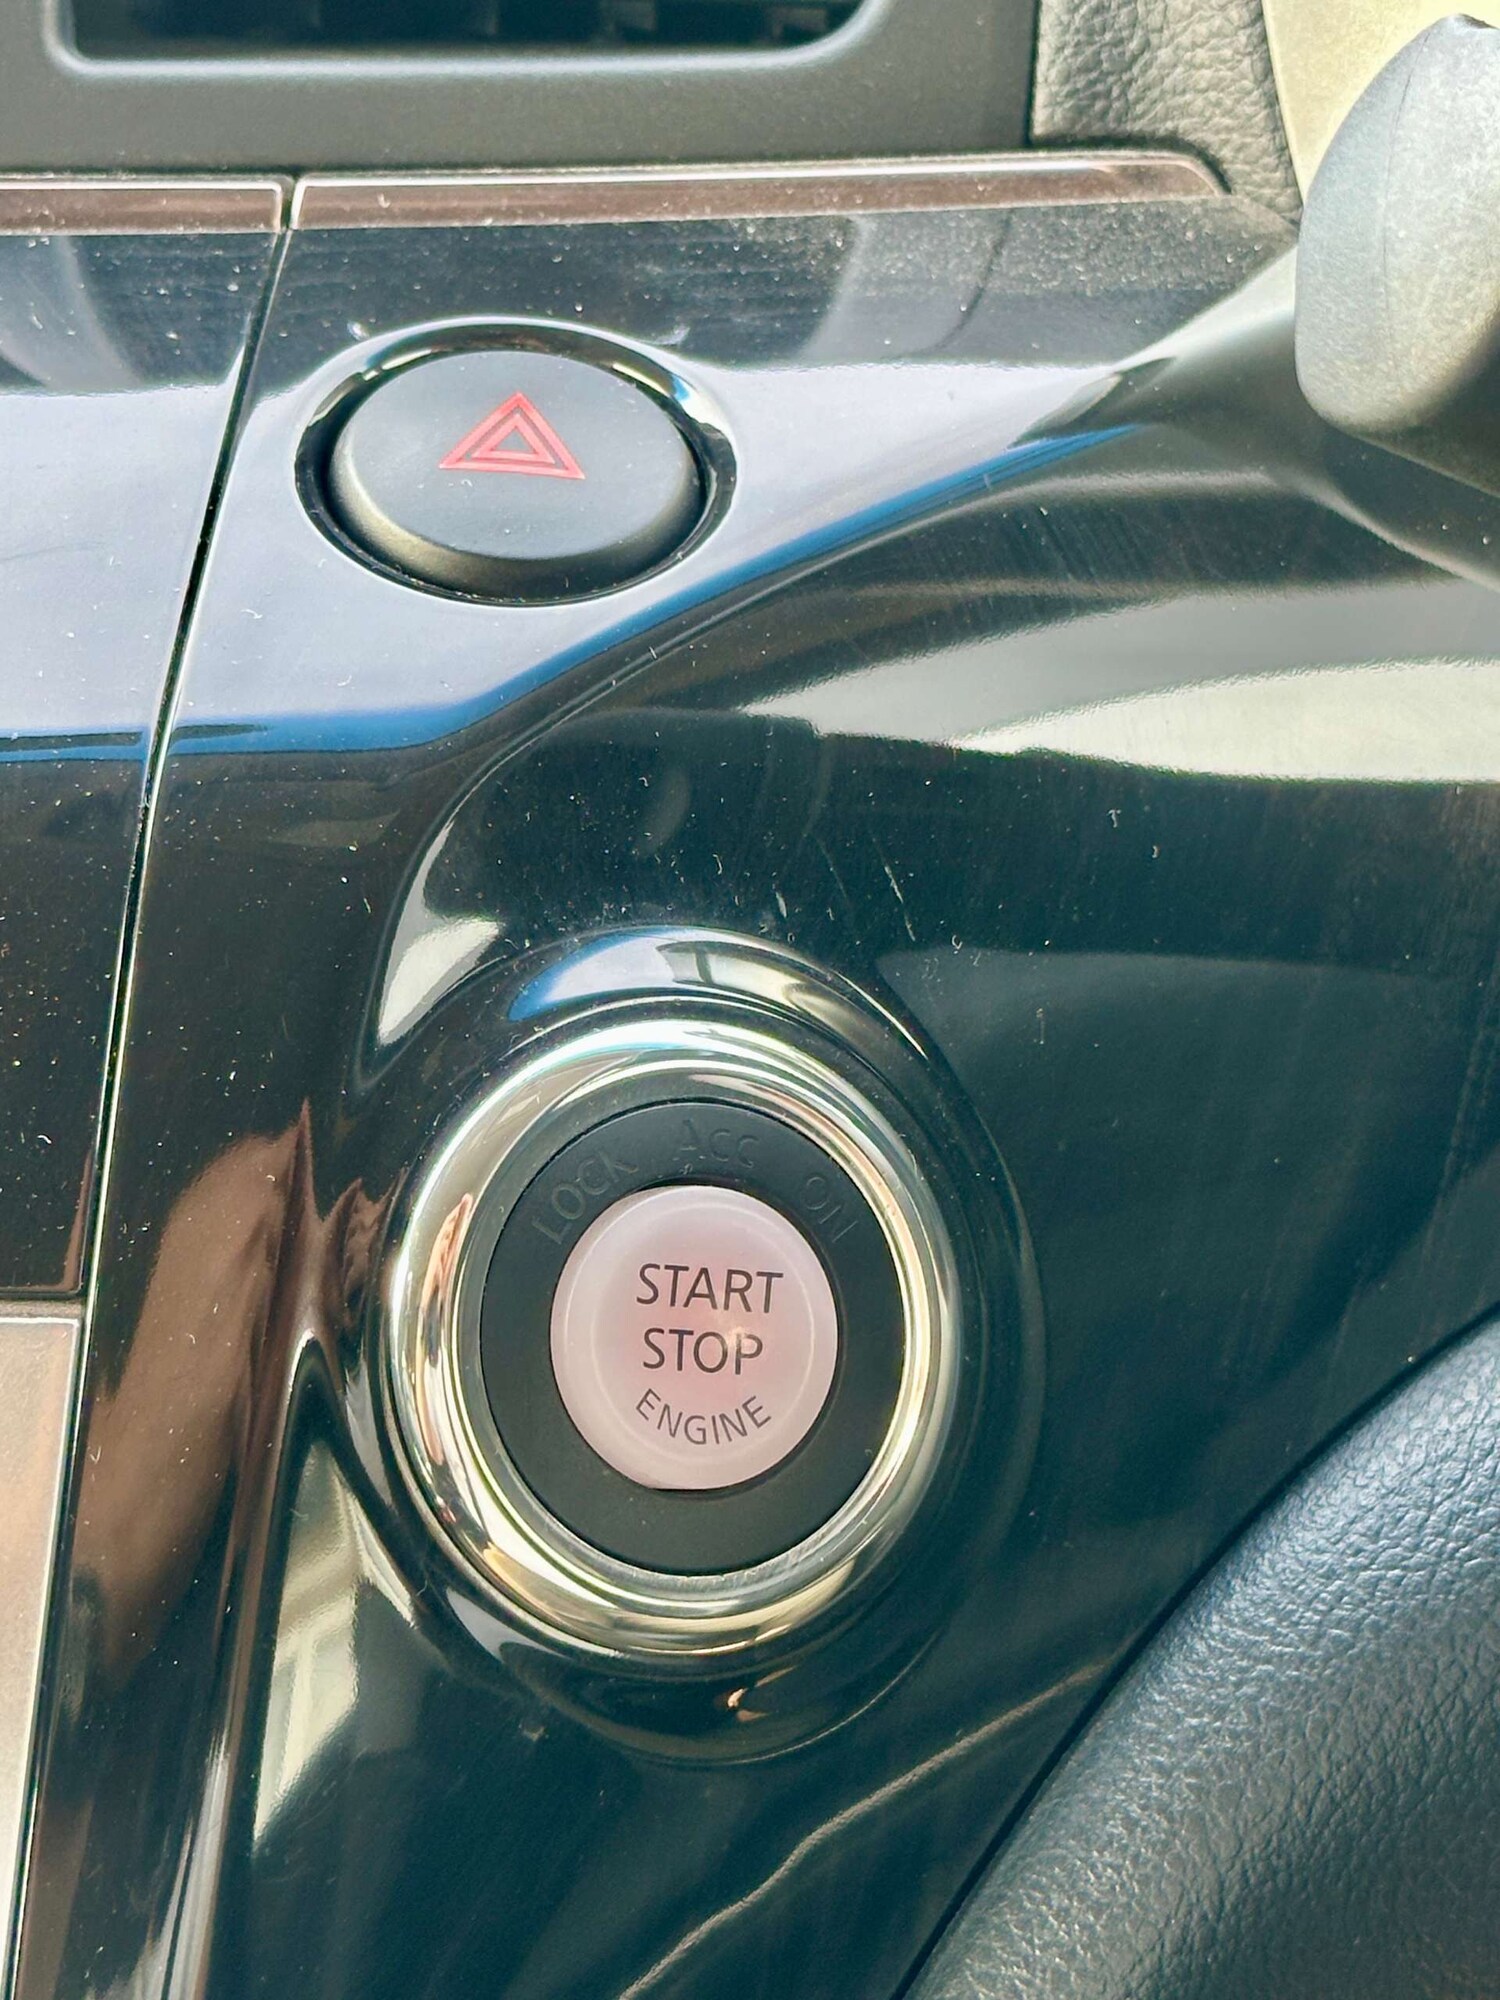 LOCK ACC ON
START
STOP
ENGINE